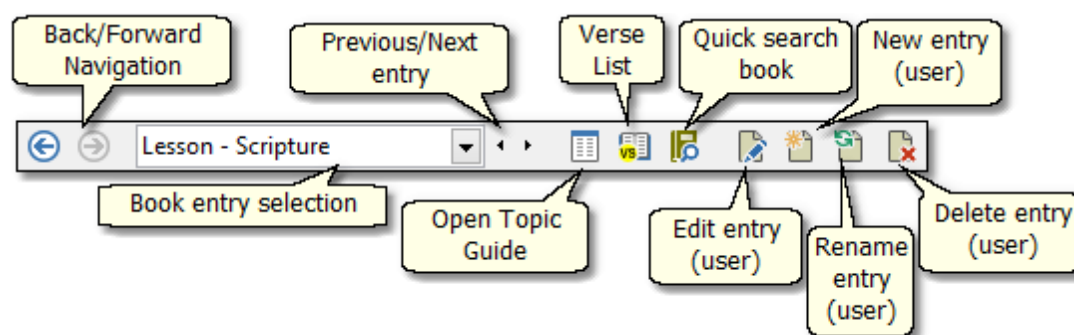 Back/Forward
Navigation
Previous/Next
entry
Verse
List
Quick search
book
New entry
(user)
Lesson - Scripture
VS
Book entry selection
Open Topic
Guide
Edit entry
(user)
Rename
entry
(user)
Delete entry
(user)